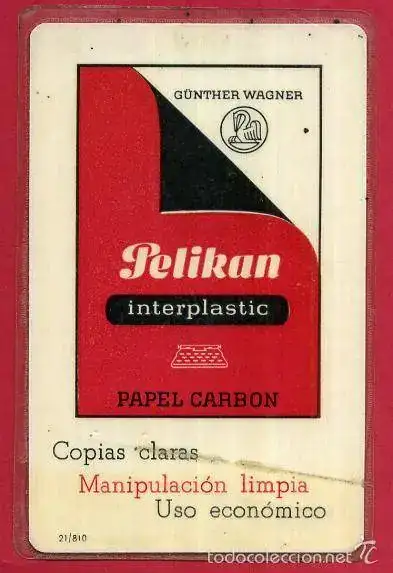 GÜNTHER WAGNER
Pelikan
interplastic
PAPEL CARBON
Copias claras
Manipulación limpia
Uso económico
21/810
todocoleccion.net